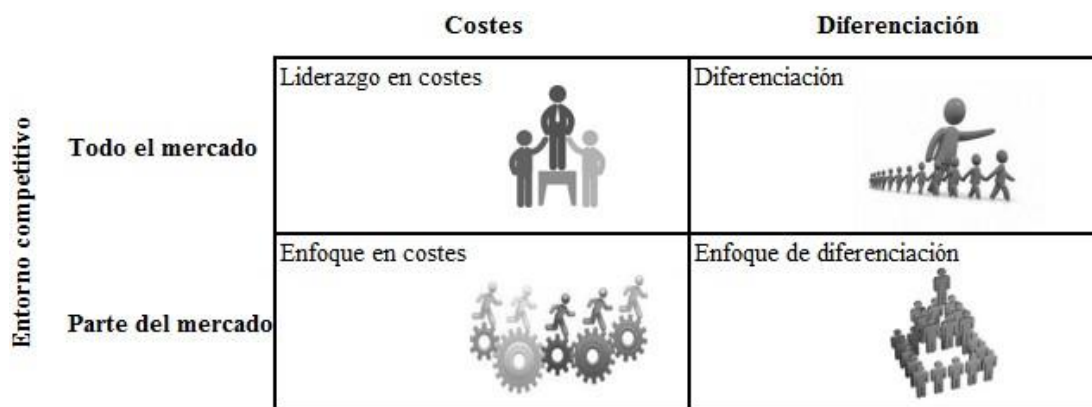 Costes
Diferenciación
Entorno competitivo
Todo el mercado
Liderazgo en costes
Diferenciación
Parte del mercado
Enfoque en costes
Enfoque de diferenciación